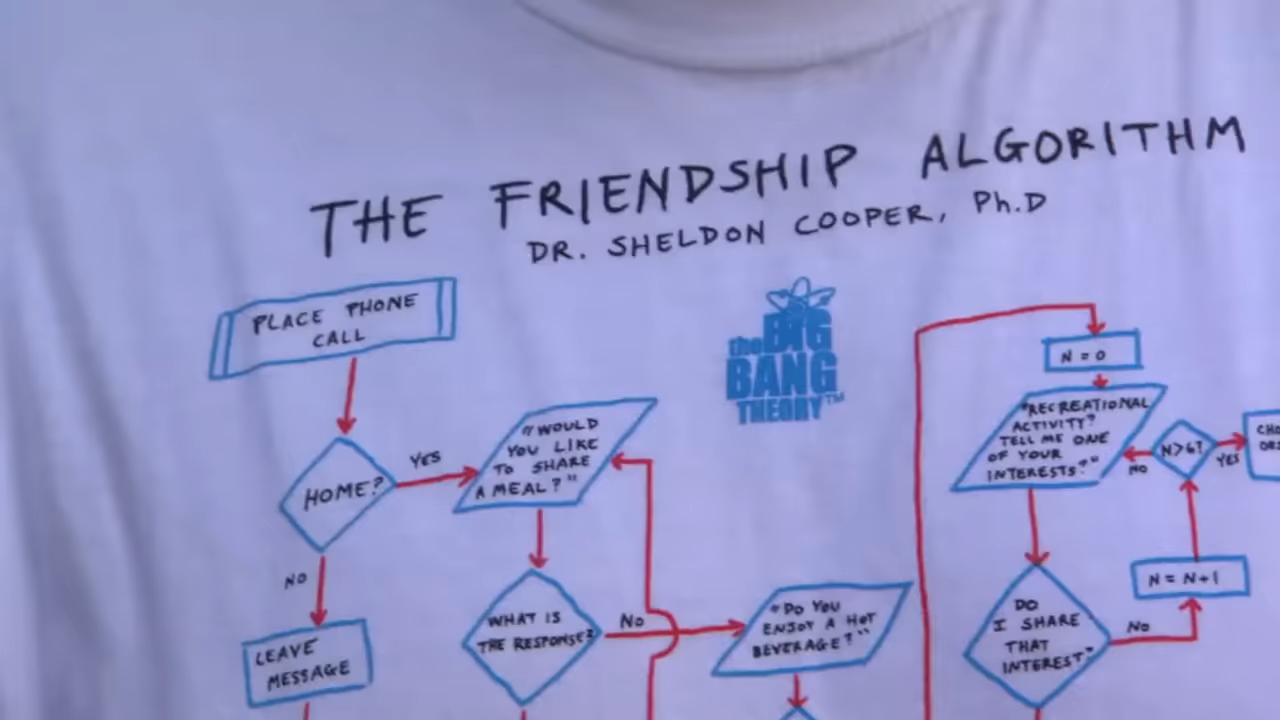 THE FRIENDSHIP ALGORITHM
DR. SHELDON COOPER, Ph.D
PLACE PHONE
CALL
the BIG
BANG
THEORY™
N = 0
"RECREATIONAL
ACTIVITY?
TELL ME ONE
OF YOUR
INTERESTS?"
N>6?
NO
YES
"WOULD
YOU LIKE
TO SHARE
A MEAL?"
YES
HOME?
NO
N = N+1
WHAT IS
THE RESPONSE?
NO
"DO YOU
ENJOY A HOT
BEVERAGE?"
DO
I SHARE
THAT
INTEREST"
NO
LEAVE
MESSAGE